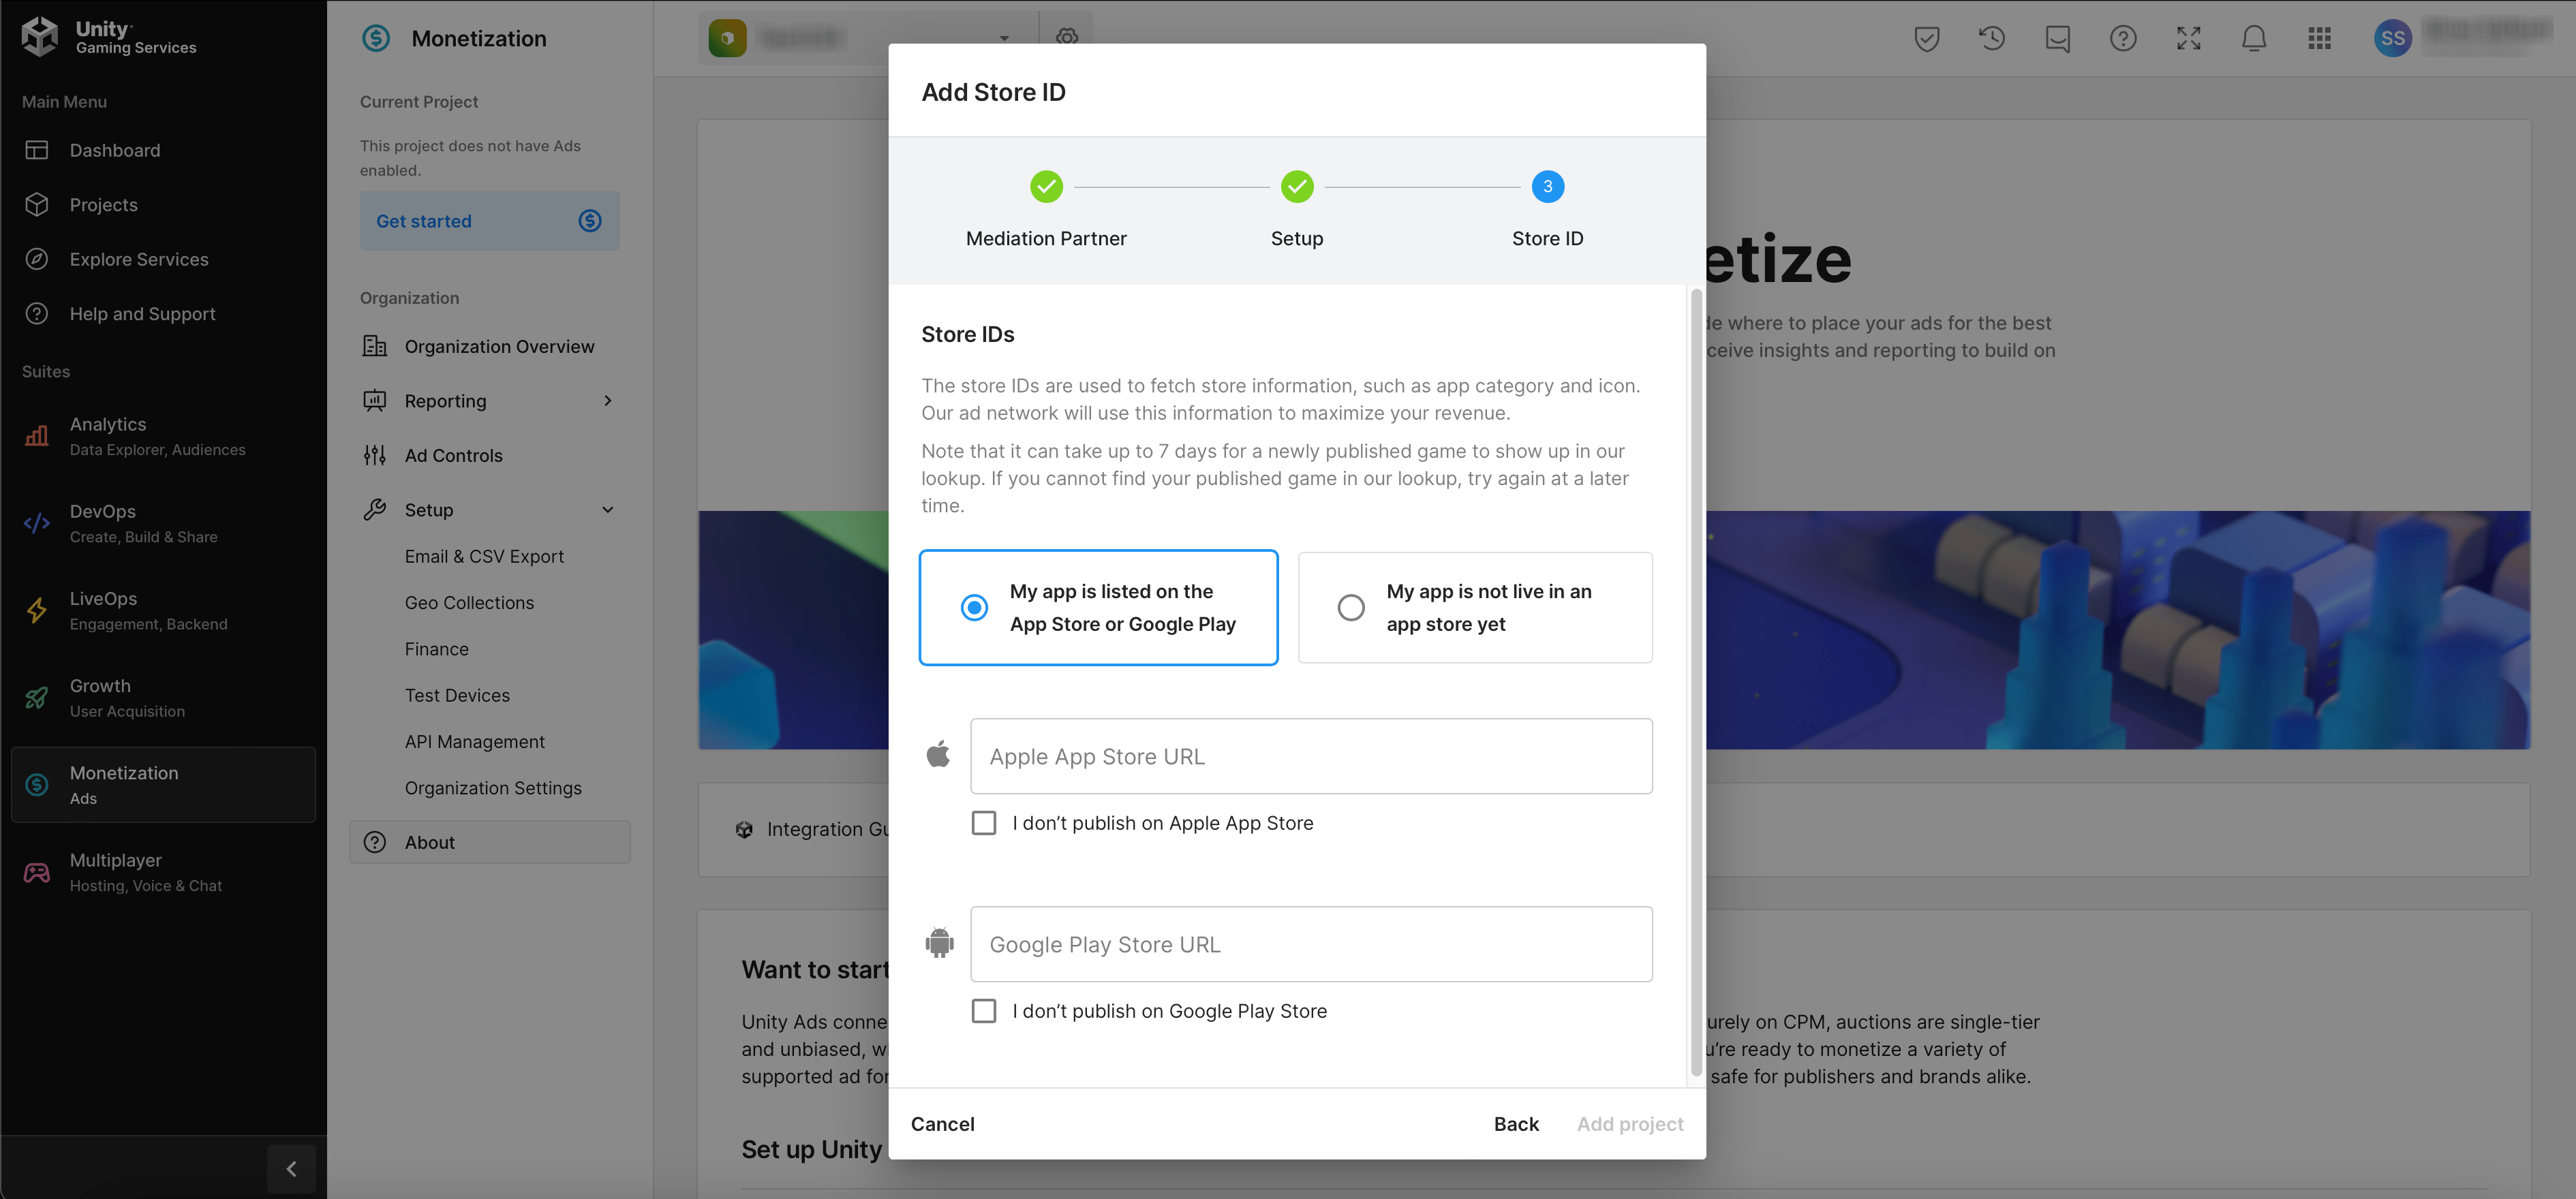 Unity
Gaming Services
Main Menu
Dashboard
Projects
Explore Services
Help and Support
Suites
Analytics
Data Explorer, Audiences
DevOps
Create, Build & Share
LiveOps
Engagement, Backend
Growth
User Acquisition
Monetization
Ads
Multiplayer
Hosting, Voice & Chat
Monetization
Current Project
This project does not have Ads
enabled.
Get started
Organization
Organization Overview
Reporting
Ad Controls
Setup
Email & CSV Export
Geo Collections
Finance
Test Devices
API Management
Organization Settings
About
SS
Add Store ID
3
Mediation Partner
Setup
Store ID
Store IDs
The store IDs are used to fetch store information, such as app category and icon.
Our ad network will use this information to maximize your revenue.
Note that it can take up to 7 days for a newly published game to show up in our
lookup. If you cannot find your published game in our lookup, try again at a later
time.
My app is listed on the
App Store or Google Play
My app is not live in an
app store yet
Apple App Store URL
I don't publish on Apple App Store
Google Play Store URL
I don't publish on Google Play Store
Cancel
Back
Add project
etize
where to place your ads for the best
ceive insights and reporting to build on
Integration Gu
Want to start
Unity Ads conne
and unbiased, w
supported ad for
urely on CPM, auctions are single-tier
u're ready to monetize a variety of
safe for publishers and brands alike.
Set up Unity